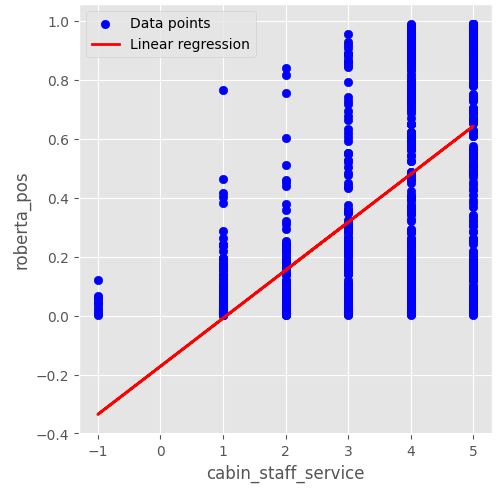 Data points
Linear regression
1.0
0.8
0.6
0.4
0.2
0.0
−0.2
−0.4
roberta_pos
−1 0 1 2 3 4 5
cabin_staff_service